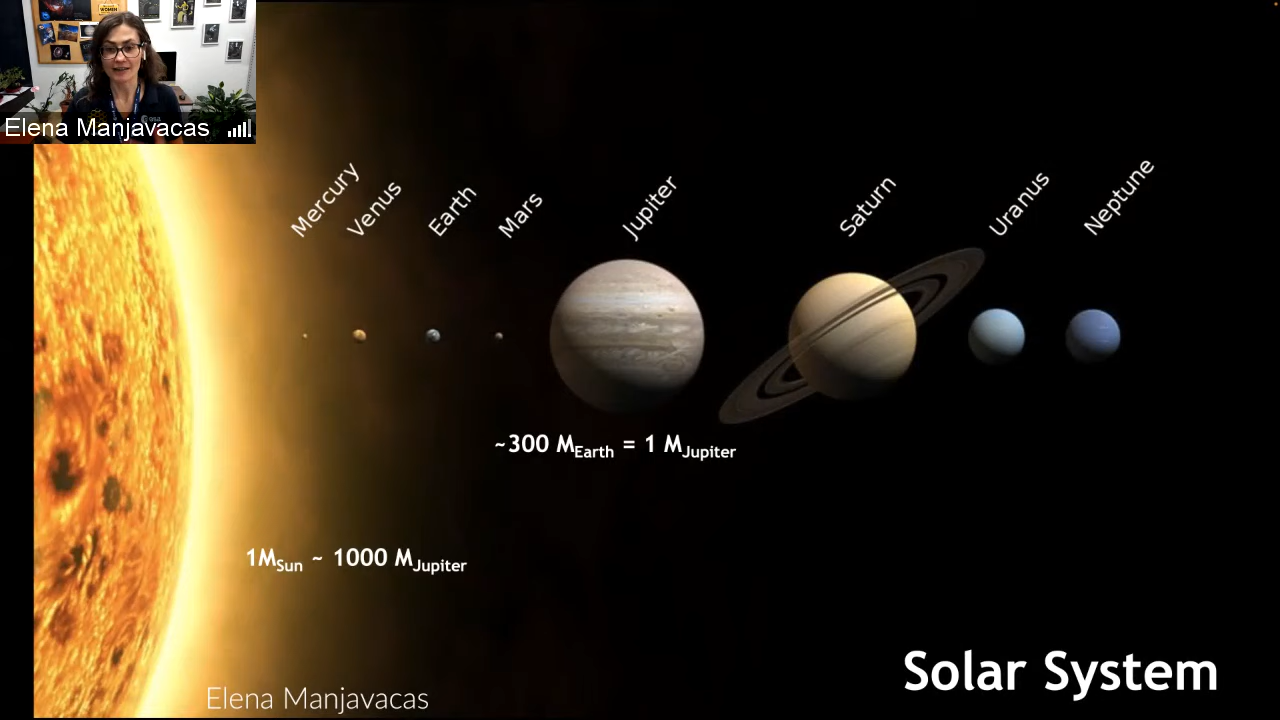 Elena Manjavacas
esa
Mercury
Venus
Earth
Mars
Jupiter
Saturn
Uranus
Neptune
~300 MEarth = 1 MJupiter
1MSun ~ 1000 MJupiter
Solar System
Elena Manjavacas